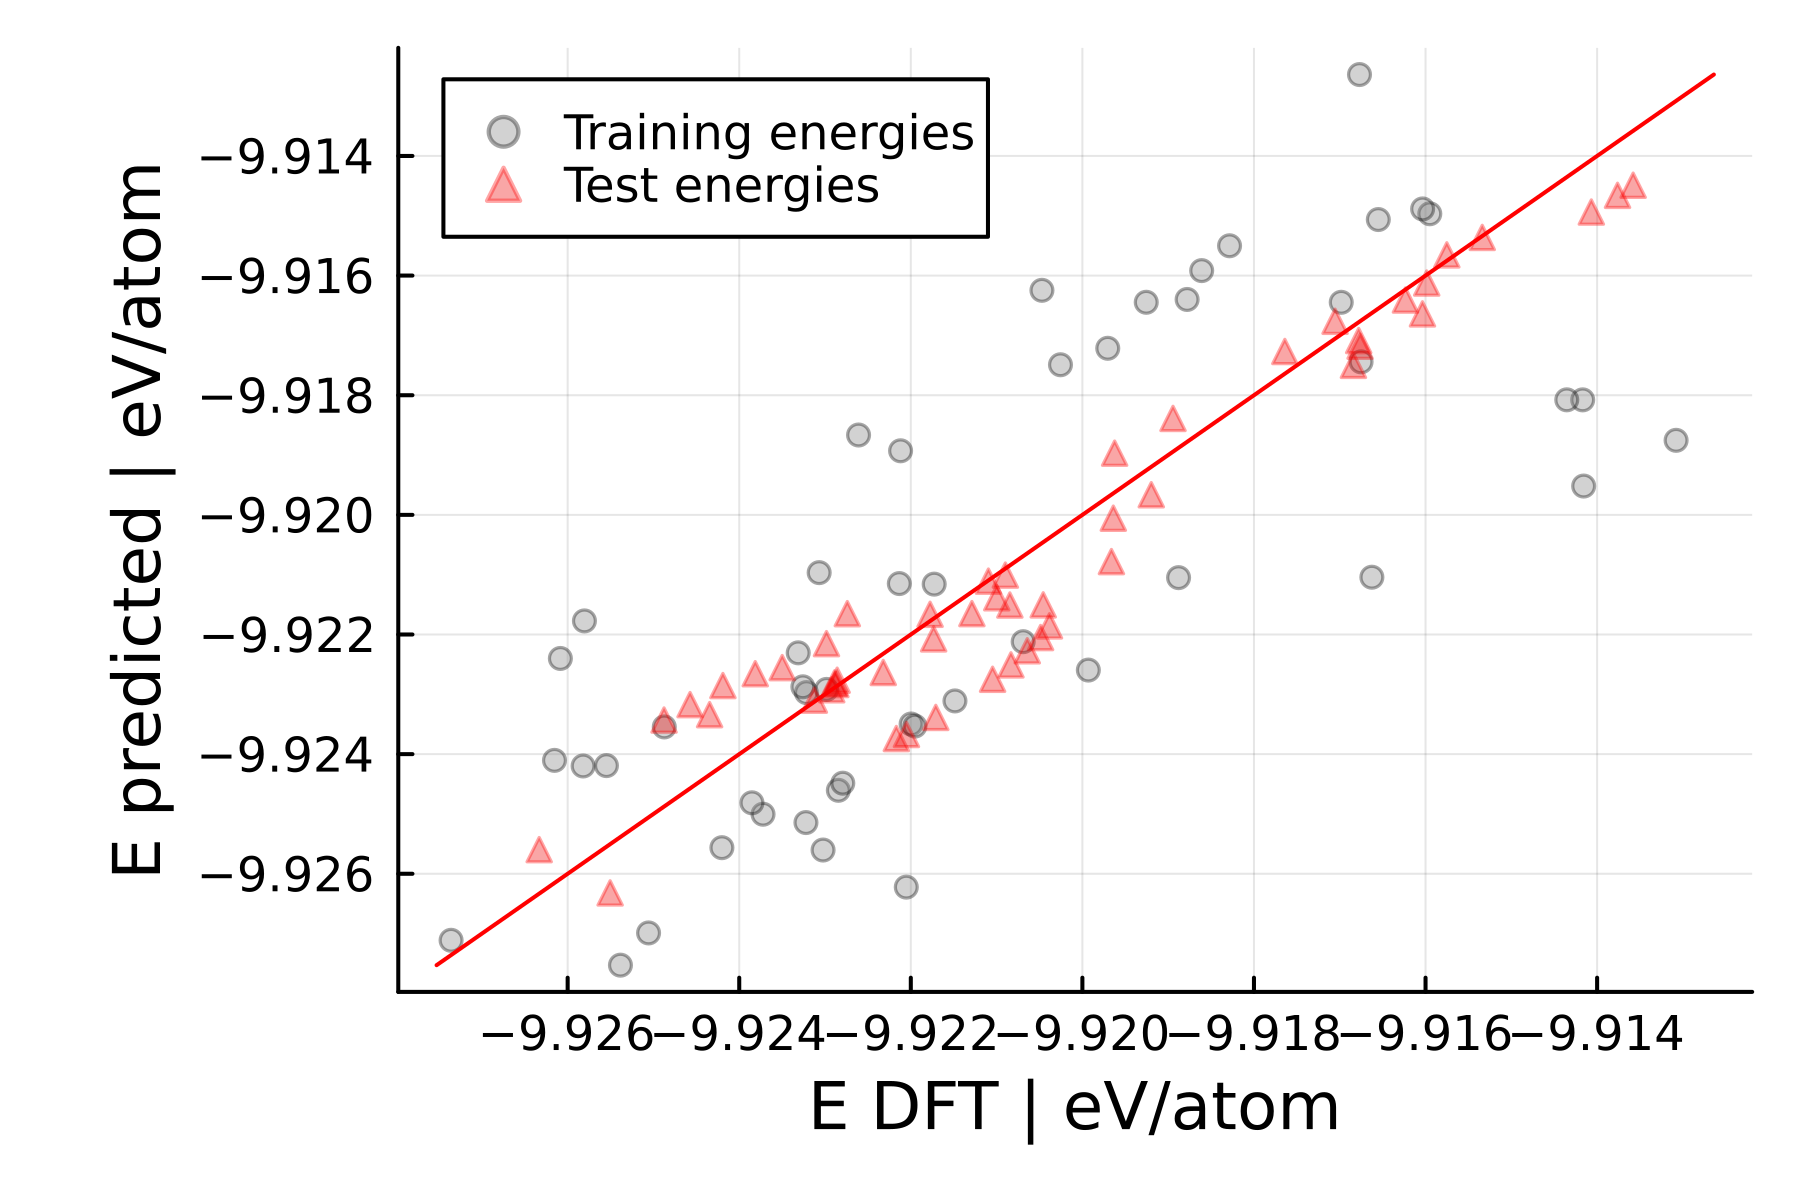 Training energies
Test energies
E predicted | eV/atom
−9.914
−9.916
−9.918
−9.920
−9.922
−9.924
−9.926
−9.926 −9.924 −9.922 −9.920 −9.918 −9.916 −9.914
E DFT | eV/atom